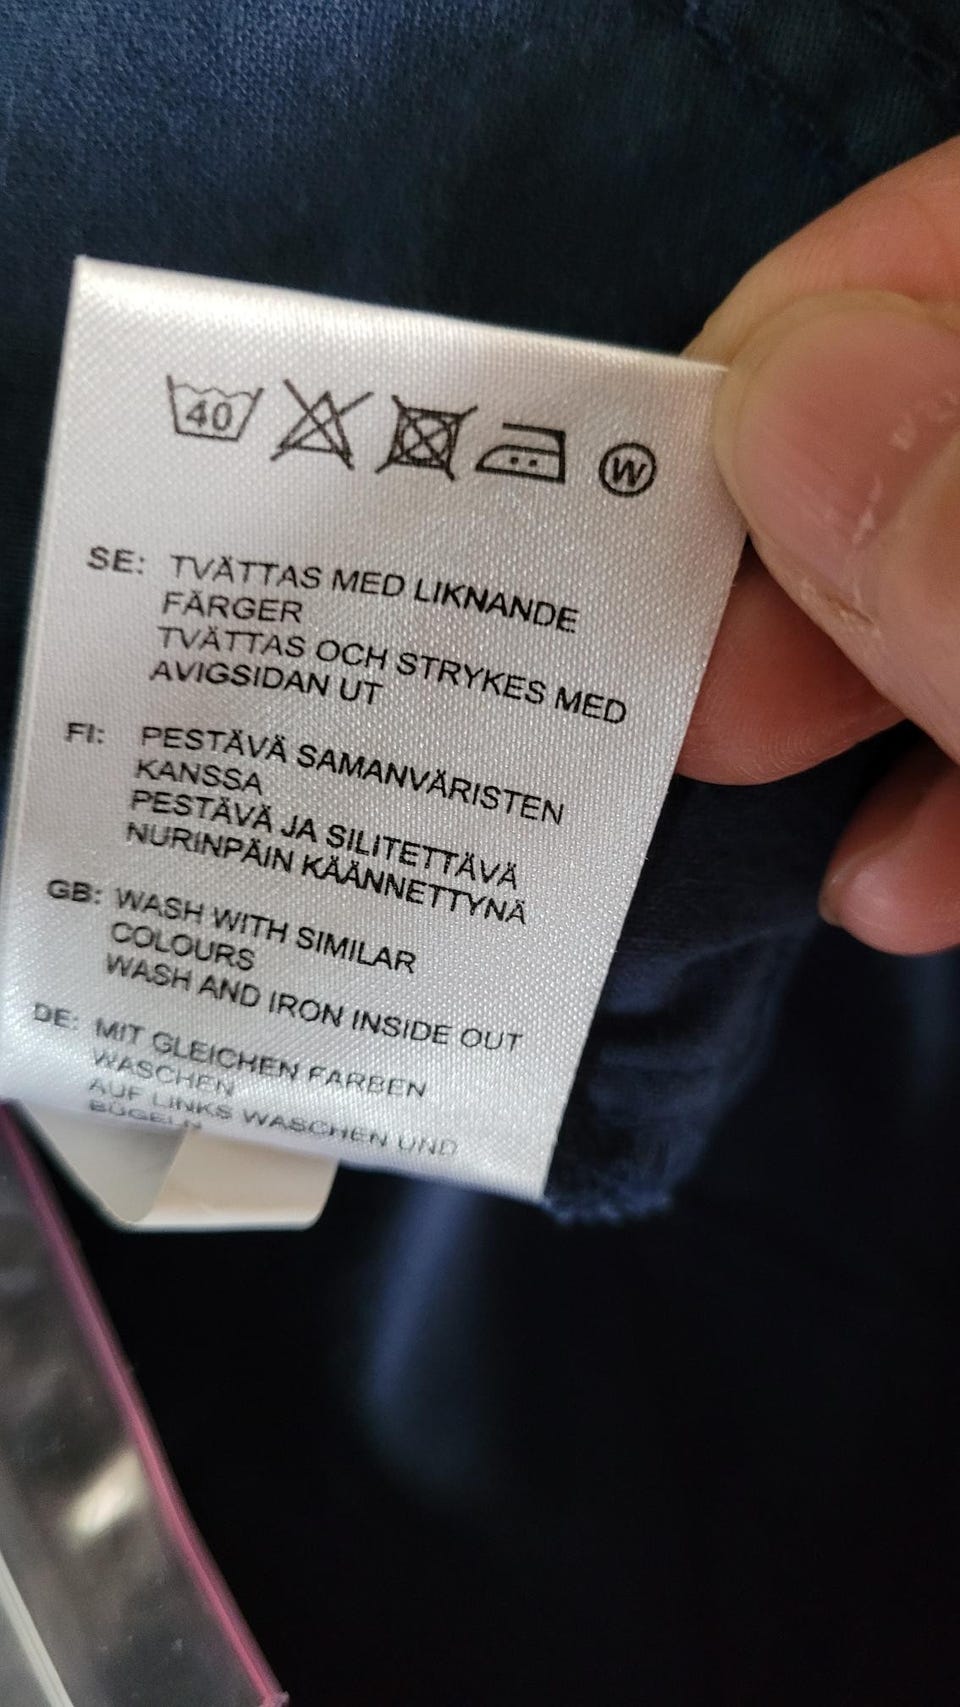 40
W
SE: TVÄTTAS MED LIKNANDE
FÄRGER
TVÄTTAS OCH STRYKES MED
AVIGSIDAN UT
FI: PESTÄVÄ SAMANVÄRISTEN
KANSSA
PESTÄVÄ JA SILITETTÄVÄ
NURINPÄIN KÄÄNNETTYNÄ
GB: WASH WITH SIMILAR
COLOURS
WASH AND IRON INSIDE OUT
DE: MIT GLEICHEN FARBEN
WASCHEN
AUF LINKS WASCHEN UND
BÜGELN